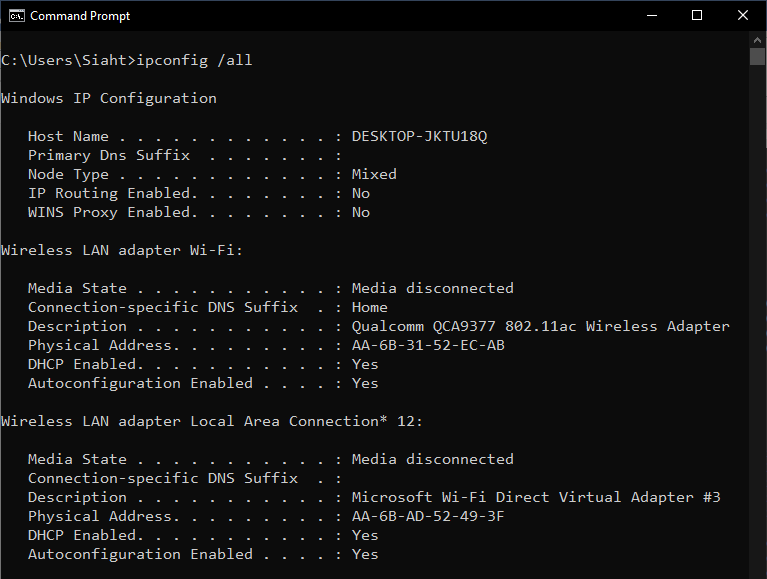 Command Prompt
C:\Users\Siaht>ipconfig /all
Windows IP Configuration
Host Name . . . . . . . . . . . . : DESKTOP-JKTU18Q
Primary Dns Suffix  . . . . . . . :
Node Type . . . . . . . . . . . . : Mixed
IP Routing Enabled. . . . . . . . : No
WINS Proxy Enabled. . . . . . . . : No
Wireless LAN adapter Wi-Fi:
Media State . . . . . . . . . . . : Media disconnected
Connection-specific DNS Suffix  . : Home
Description . . . . . . . . . . . : Qualcomm QCA9377 802.11ac Wireless Adapter
Physical Address. . . . . . . . . : AA-6B-31-52-EC-AB
DHCP Enabled. . . . . . . . . . . : Yes
Autoconfiguration Enabled . . . . : Yes
Wireless LAN adapter Local Area Connection* 12:
Media State . . . . . . . . . . . : Media disconnected
Connection-specific DNS Suffix  . :
Description . . . . . . . . . . . : Microsoft Wi-Fi Direct Virtual Adapter #3
Physical Address. . . . . . . . . : AA-6B-AD-52-49-3F
DHCP Enabled. . . . . . . . . . . : Yes
Autoconfiguration Enabled . . . . : Yes